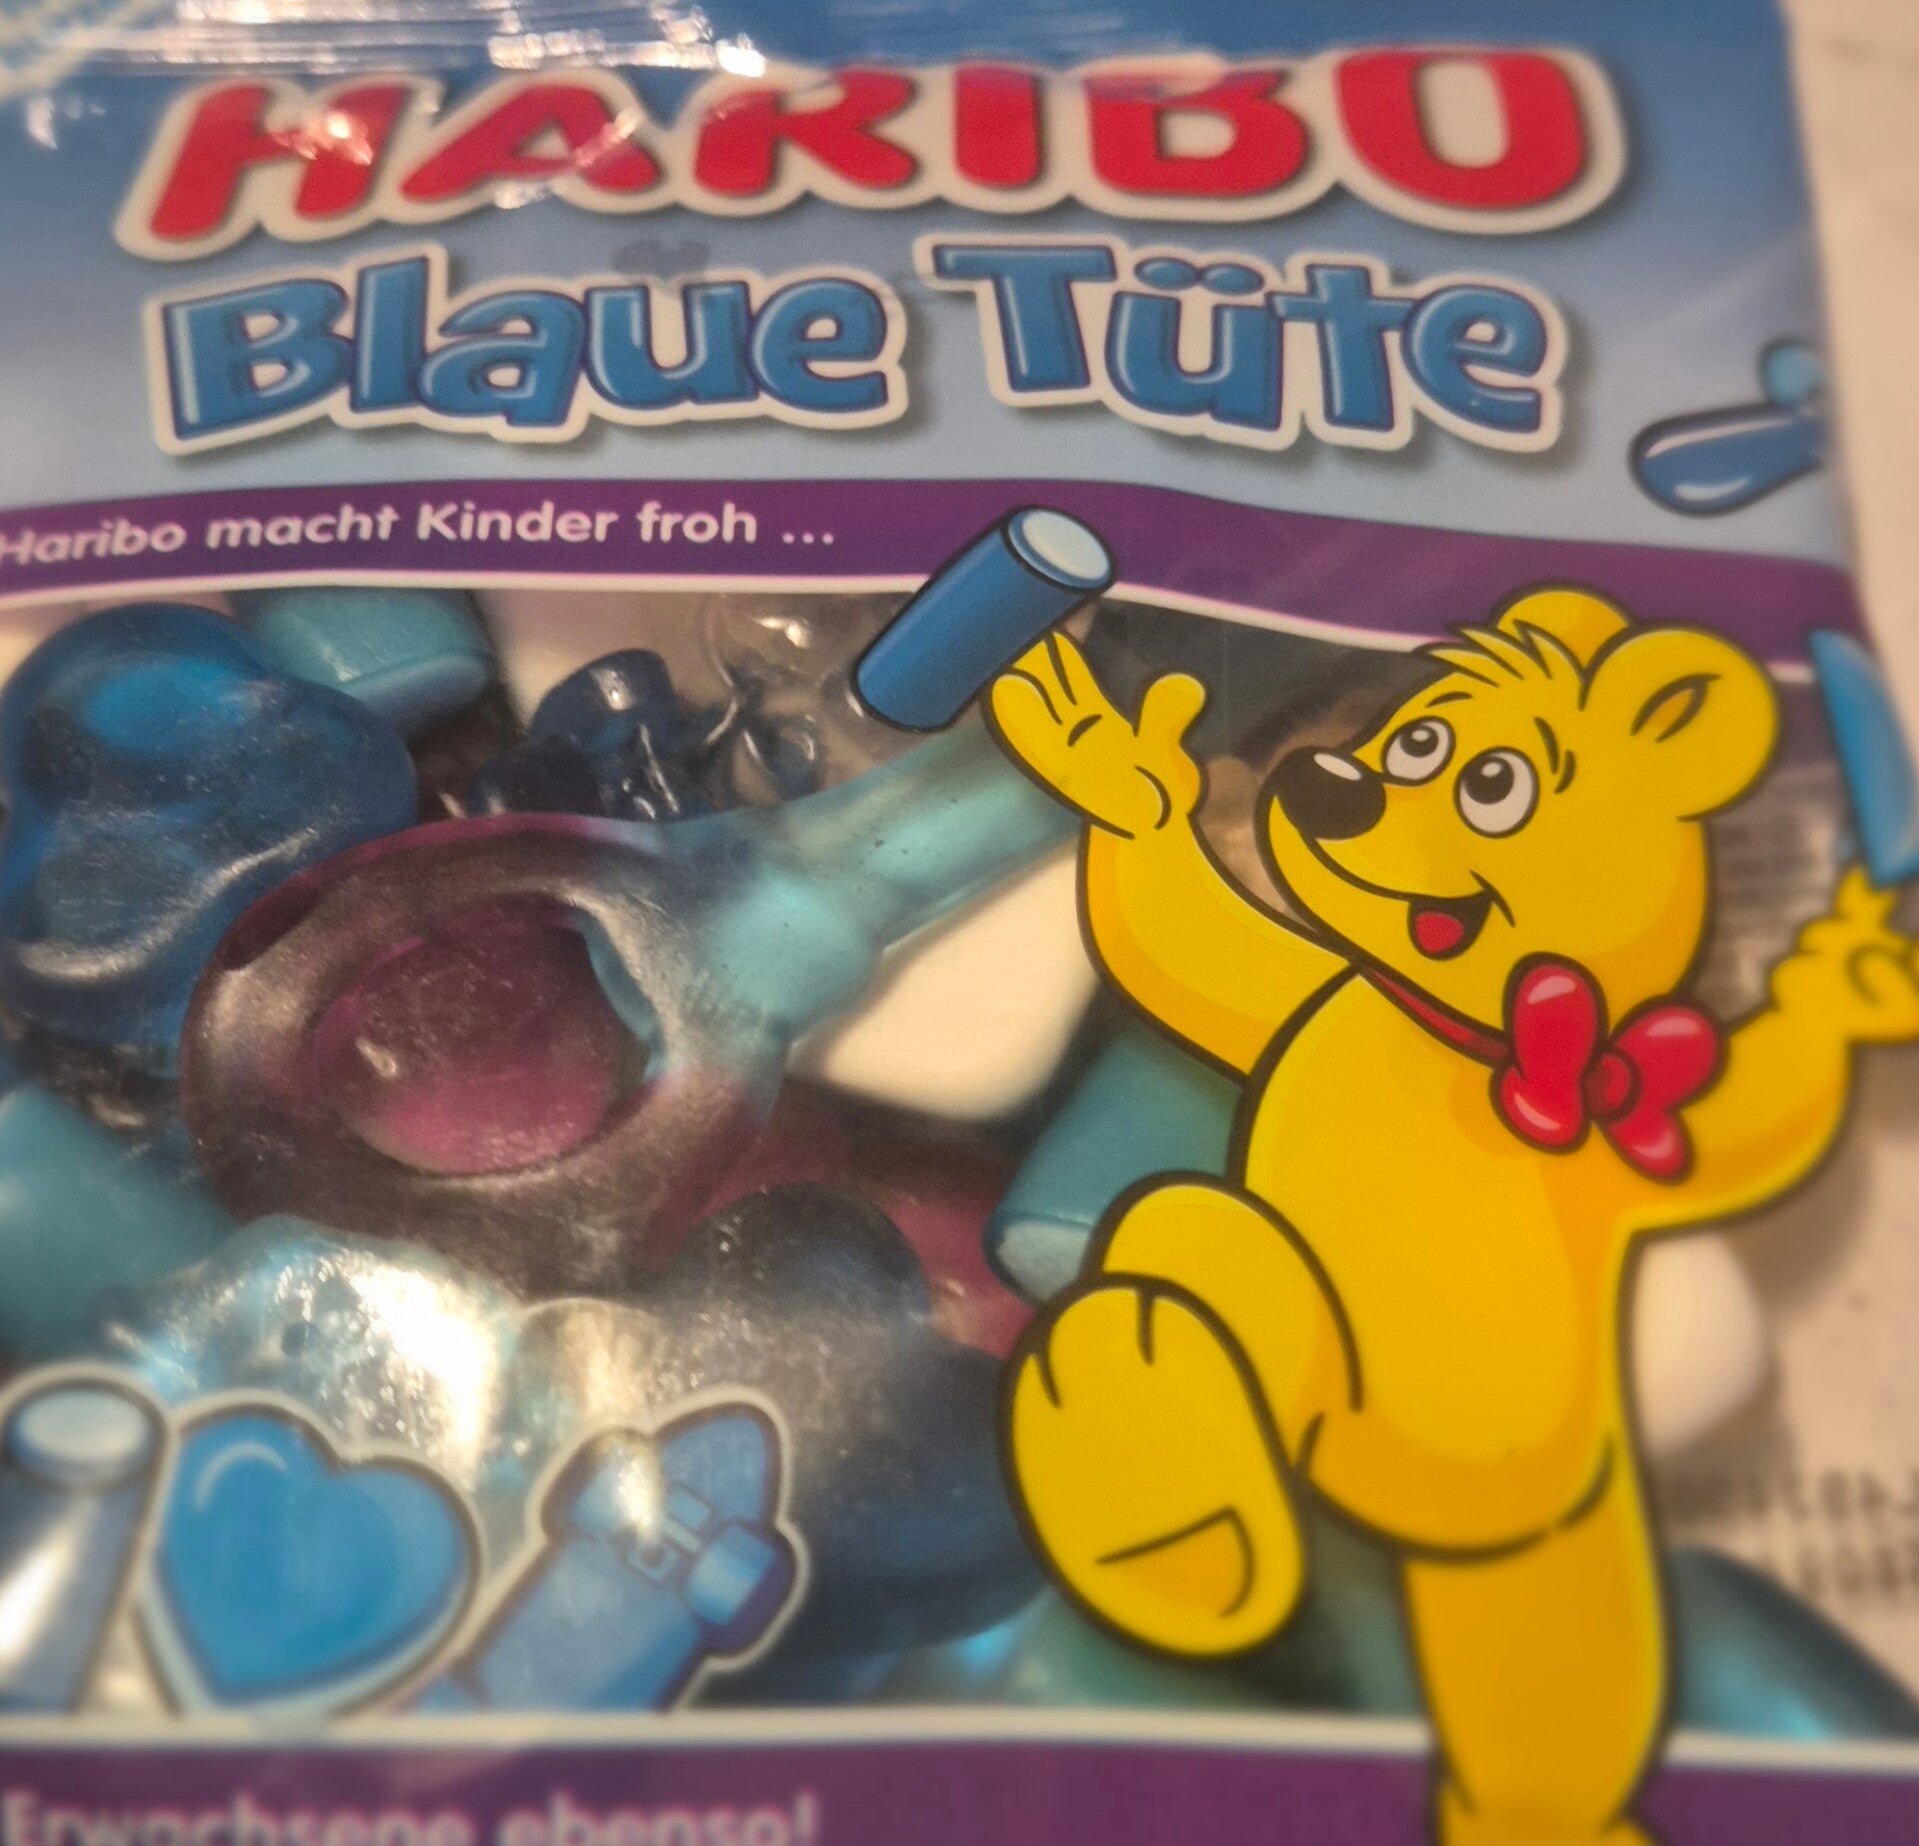 HARIBO
Blaue Tüte
Haribo macht Kinder froh ...
Erwachsene ebenso!